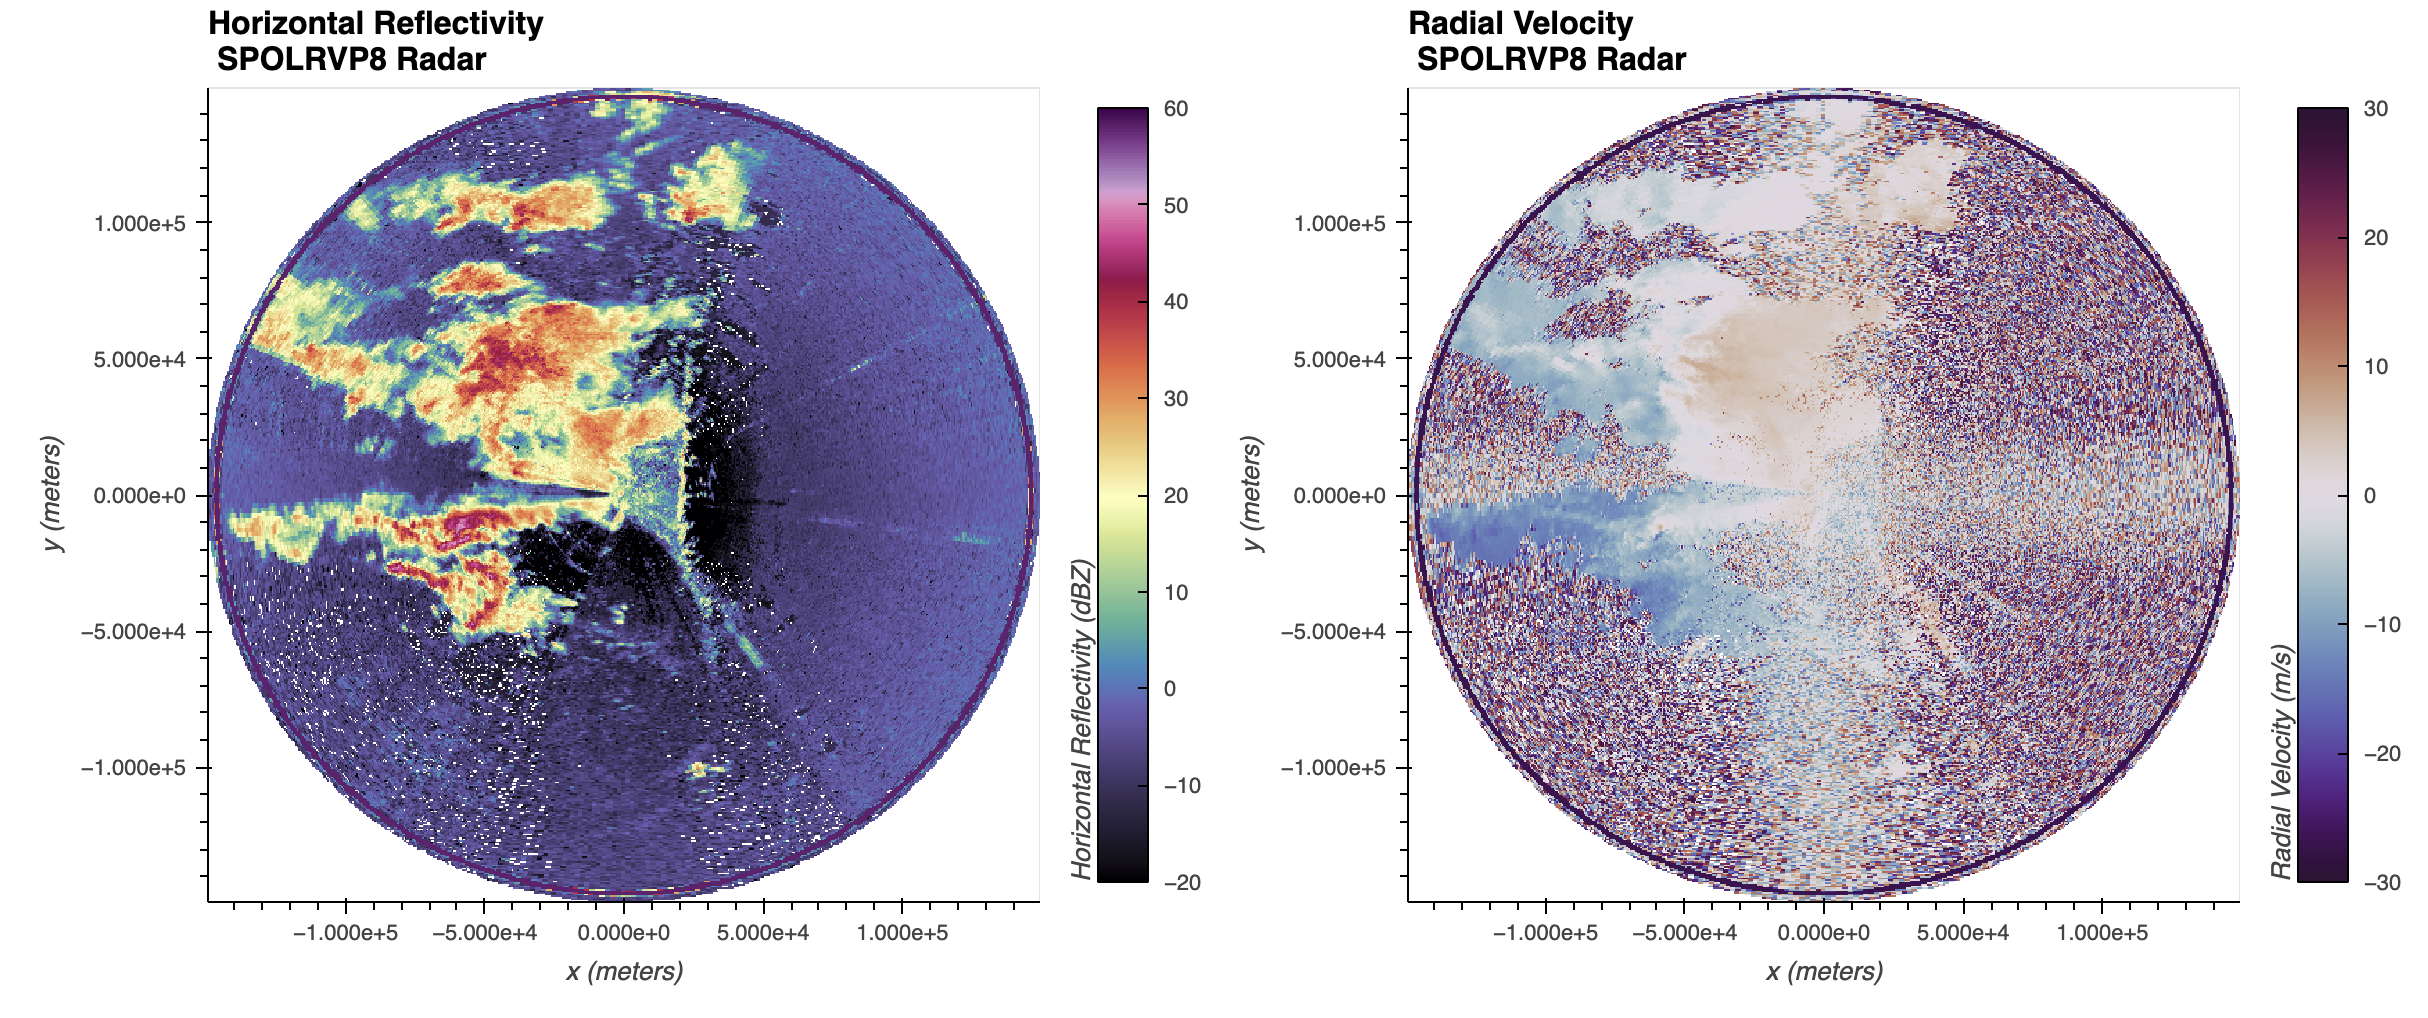 Horizontal Reflectivity
SPOLRVP8 Radar
y (meters)
1.000e+5
5.000e+4
0.000e+0
−5.000e+4
−1.000e+5
−1.000e+5
−5.000e+4
0.000e+0
5.000e+4
1.000e+5
x (meters)
Horizontal Reflectivity (dBZ)
60
50
40
30
20
10
0
−10
−20
Radial Velocity
SPOLRVP8 Radar
y (meters)
1.000e+5
5.000e+4
0.000e+0
−5.000e+4
−1.000e+5
−1.000e+5
−5.000e+4
0.000e+0
5.000e+4
1.000e+5
x (meters)
Radial Velocity (m/s)
30
20
10
0
−10
−20
−30